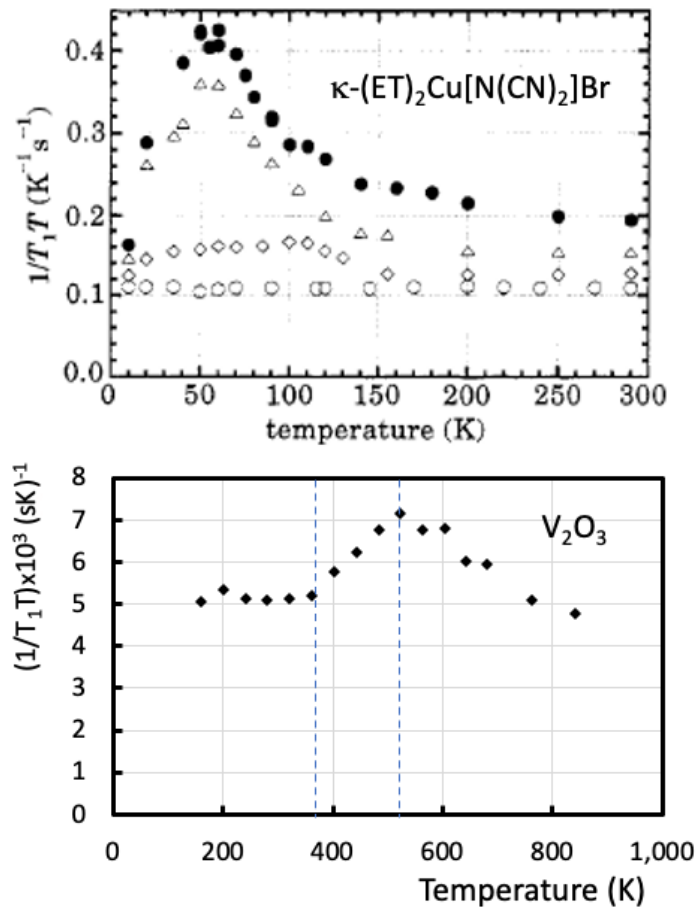 0.4
0.3
0.2
0.1
0.0
1/T₁T (K⁻¹s⁻¹)
κ-(ET)₂Cu[N(CN)₂]Br
0 50 100 150 200 250 300
temperature (K)
8
7
6
5
4
3
2
1
0
(1/T₁T)x10³ (sK)⁻¹
V₂O₃
0 200 400 600 800 1,000
Temperature (K)